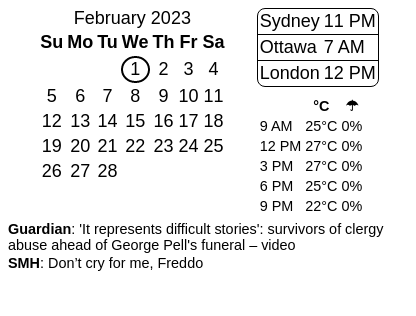 February 2023
Su Mo Tu We Th Fr Sa
1 2 3 4
5 6 7 8 9 10 11
12 13 14 15 16 17 18
19 20 21 22 23 24 25
26 27 28
Sydney 11 PM
Ottawa 7 AM
London 12 PM
°C ☂
9 AM 25°C 0%
12 PM 27°C 0%
3 PM 27°C 0%
6 PM 25°C 0%
9 PM 22°C 0%
Guardian: 'It represents difficult stories': survivors of clergy
abuse ahead of George Pell's funeral – video
SMH: Don’t cry for me, Freddo